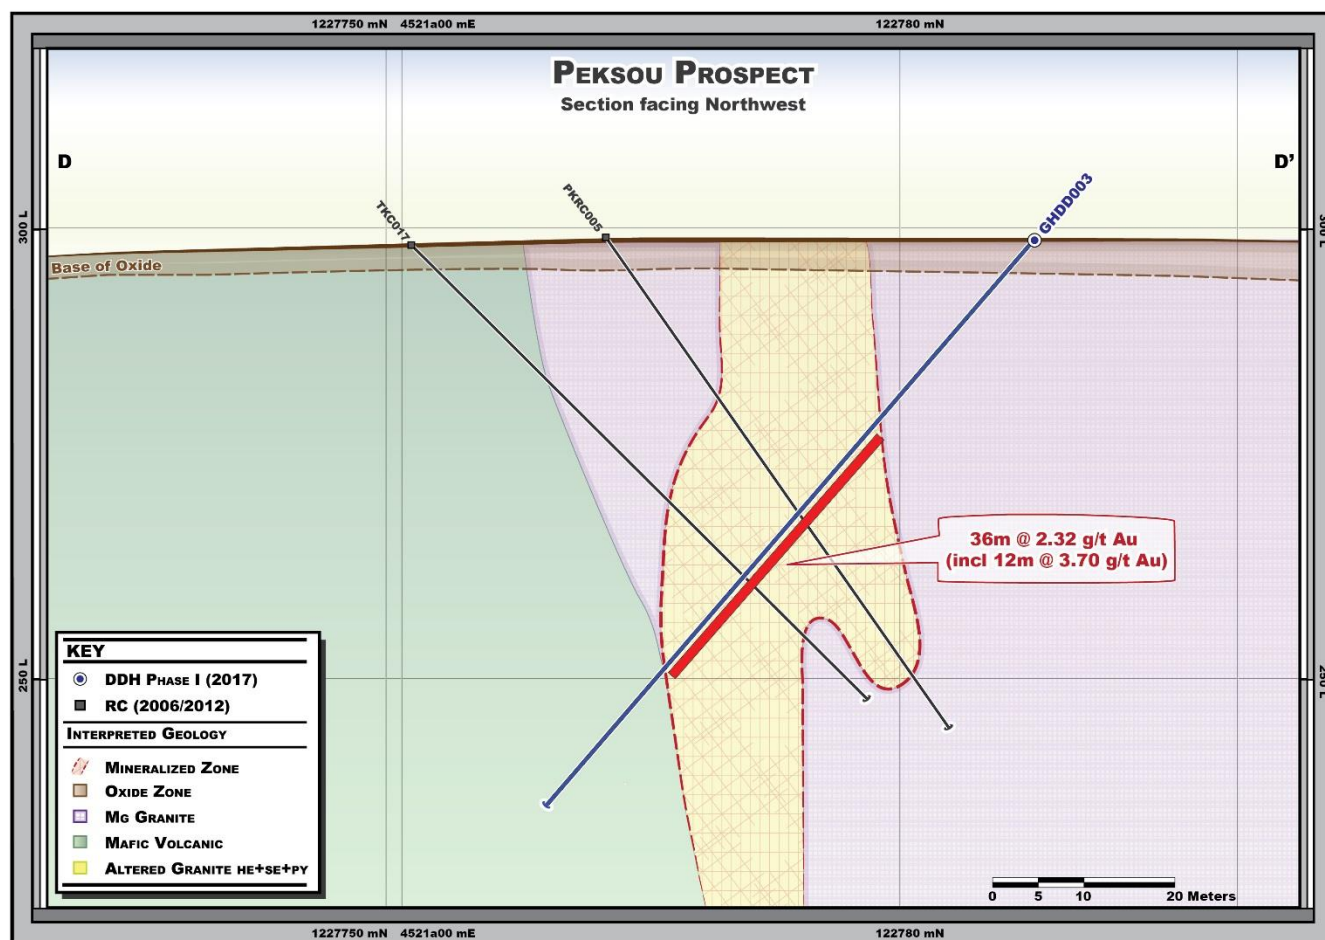 1227750 mN 4521a00 mE
122780 mN
PEKSOU PROSPECT
Section facing Northwest
D
D'
TKC017
PKRC005
GHDD003
300 L
300L
Base of Oxide
36m @ 2.32 g/t Au
(incl 12m @ 3.70 g/t Au)
250 L
250L
KEY
DDH PHASE I (2017)
RC (2006/2012)
INTERPRETED GEOLOGY
MINERALIZED ZONE
OXIDE ZONE
MG GRANITE
MAFIC VOLCANIC
ALTERED GRANITE HE+SE+PY
0 5 10 20 Meters
1227750 mN 4521a00 mE
122780 mN